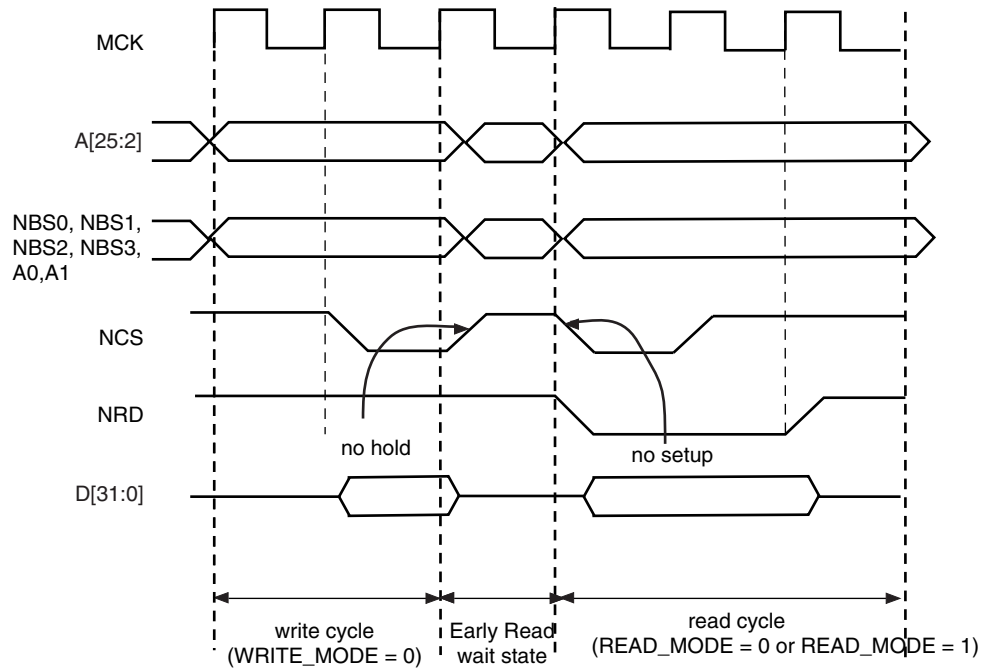 MCK
A[25:2]
NBS0, NBS1,
NBS2, NBS3,
A0,A1
NCS
NRD
no hold
no setup
D[31:0]
write cycle
(WRITE_MODE = 0)
Early Read
wait state
read cycle
(READ_MODE = 0 or READ_MODE = 1)